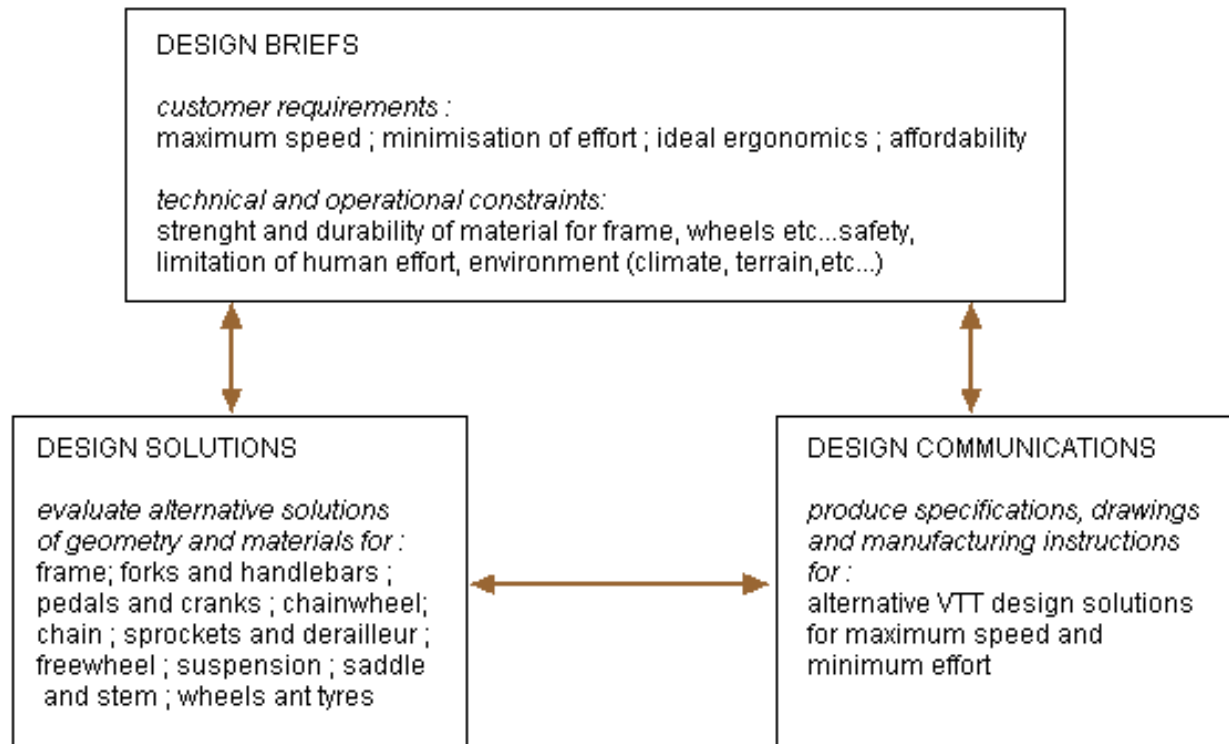 DESIGN BRIEFS
customer requirements :
maximum speed ; minimisation of effort ; ideal ergonomics ; affordability
technical and operational constraints:
strenght and durability of material for frame, wheels etc...safety,
limitation of human effort, environment (climate, terrain,etc...)
DESIGN SOLUTIONS
evaluate alternative solutions
of geometry and materials for :
frame; forks and handlebars ;
pedals and cranks ; chainwheel;
chain ; sprockets and derailleur ;
freewheel ; suspension ; saddle
and stem ; wheels ant tyres
DESIGN COMMUNICATIONS
produce specifications, drawings
and manufacturing instructions
for :
alternative VTT design solutions
for maximum speed and
minimum effort